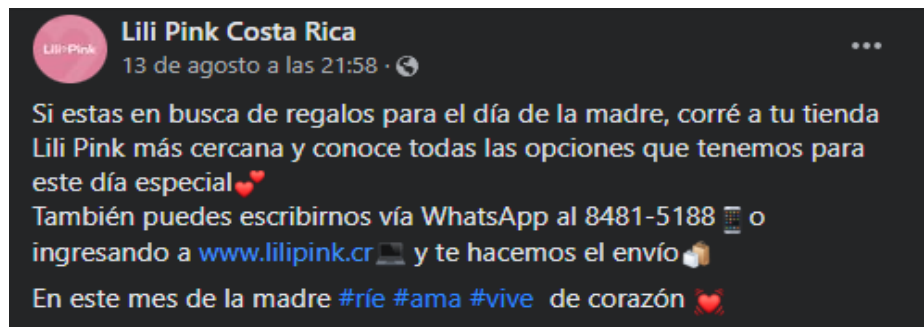 Lili Pink
Lili Pink Costa Rica
13 de agosto a las 21:58 ·
Si estas en busca de regalos para el día de la madre, corré a tu tienda
Lili Pink más cercana y conoce todas las opciones que tenemos para
este día especial💕
También puedes escribirnos vía WhatsApp al 8481-5188📱o
ingresando a www.lilipink.cr💻 y te hacemos el envío🛍️
En este mes de la madre #ríe #ama #vive de corazón 💓